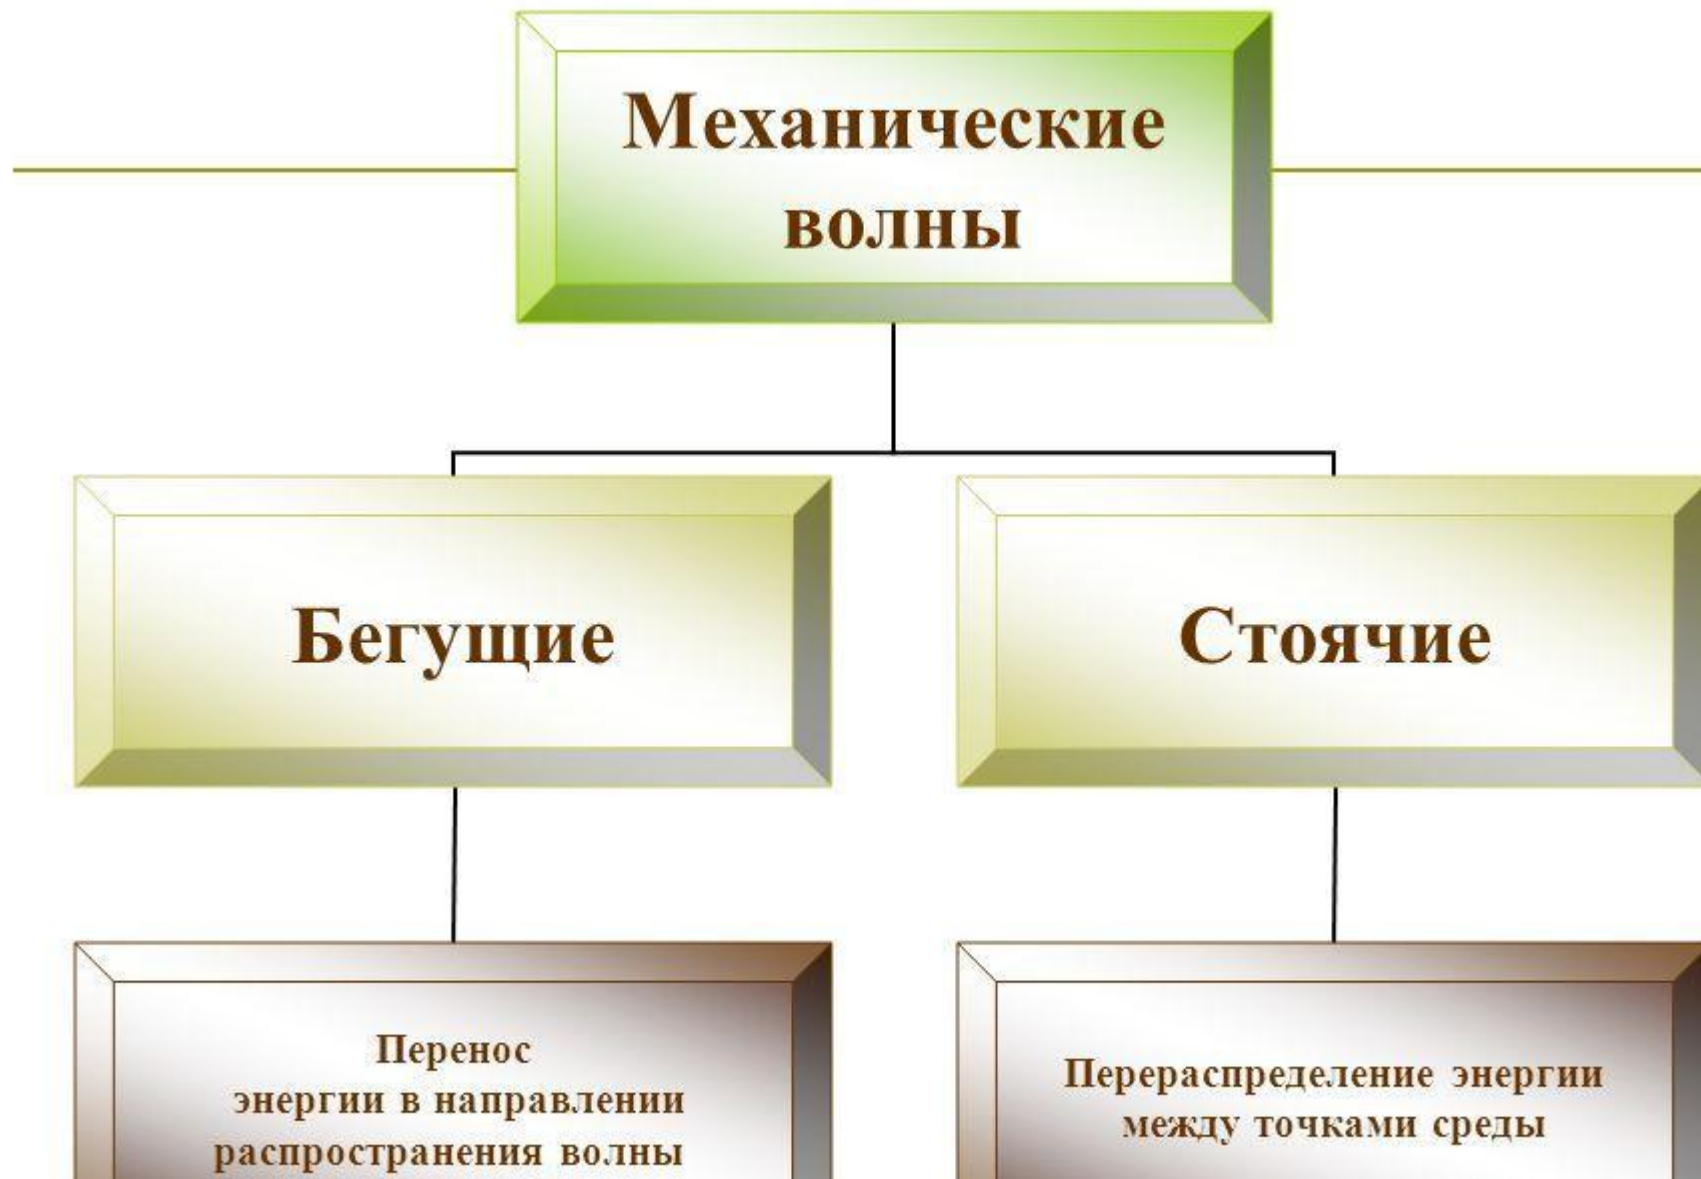 Механические
волны
Бегущие
Стоячие
Перенос
энергии в направлении
распространения волны
Перераспределение энергии
между точками среды